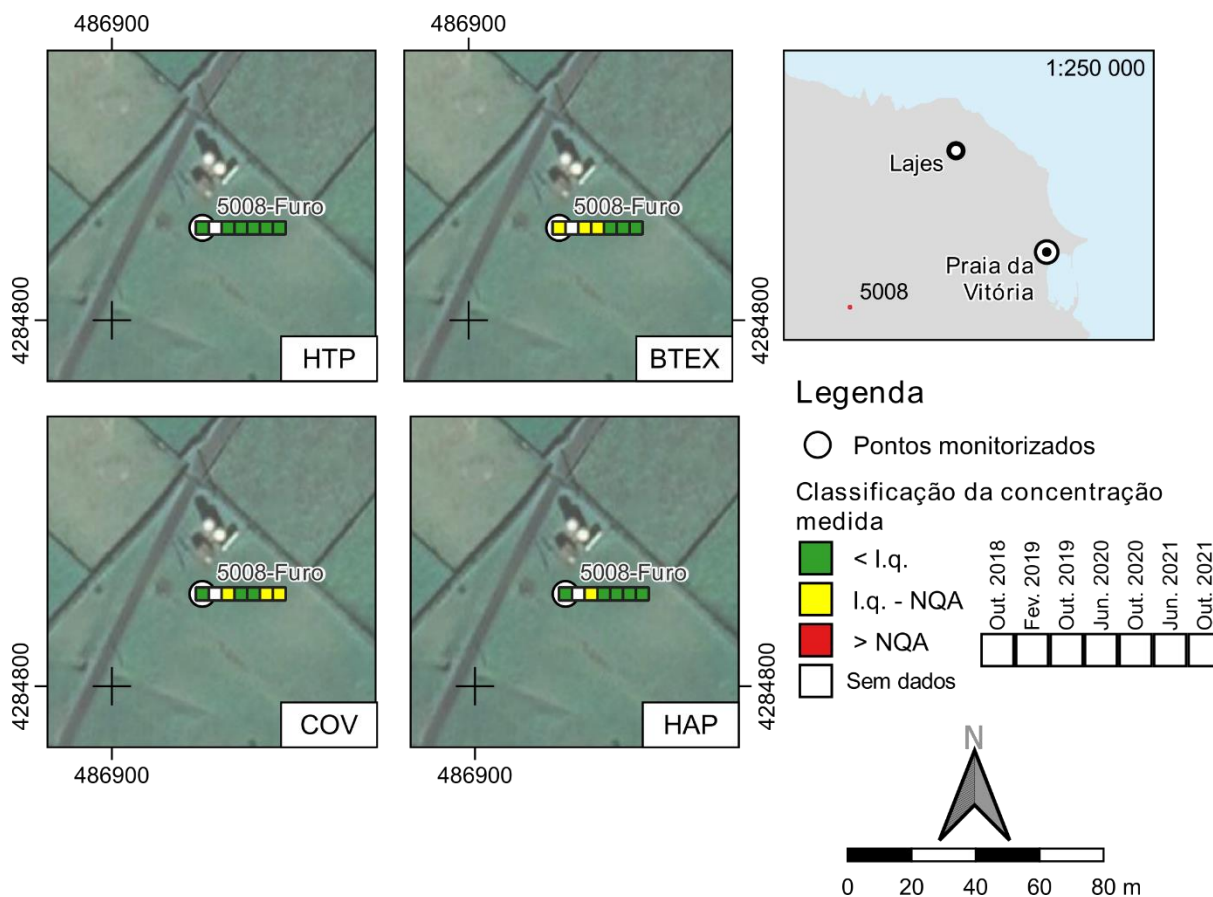 486900
486900
5008-Furo
4284800
HTP
5008-Furo
4284800
BTEX
1:250 000
Lajes
Praia da
Vitória
5008
5008-Furo
4284800
COV
486900
5008-Furo
4284800
HAP
486900
Legenda
Pontos monitorizados
Classificação da concentração
medida
< l.q.
l.q. - NQA
> NQA
Sem dados
Out. 2018
Fev. 2019
Out. 2019
Jun. 2020
Out. 2020
Jun. 2021
Out. 2021
N
0 20 40 60 80 m